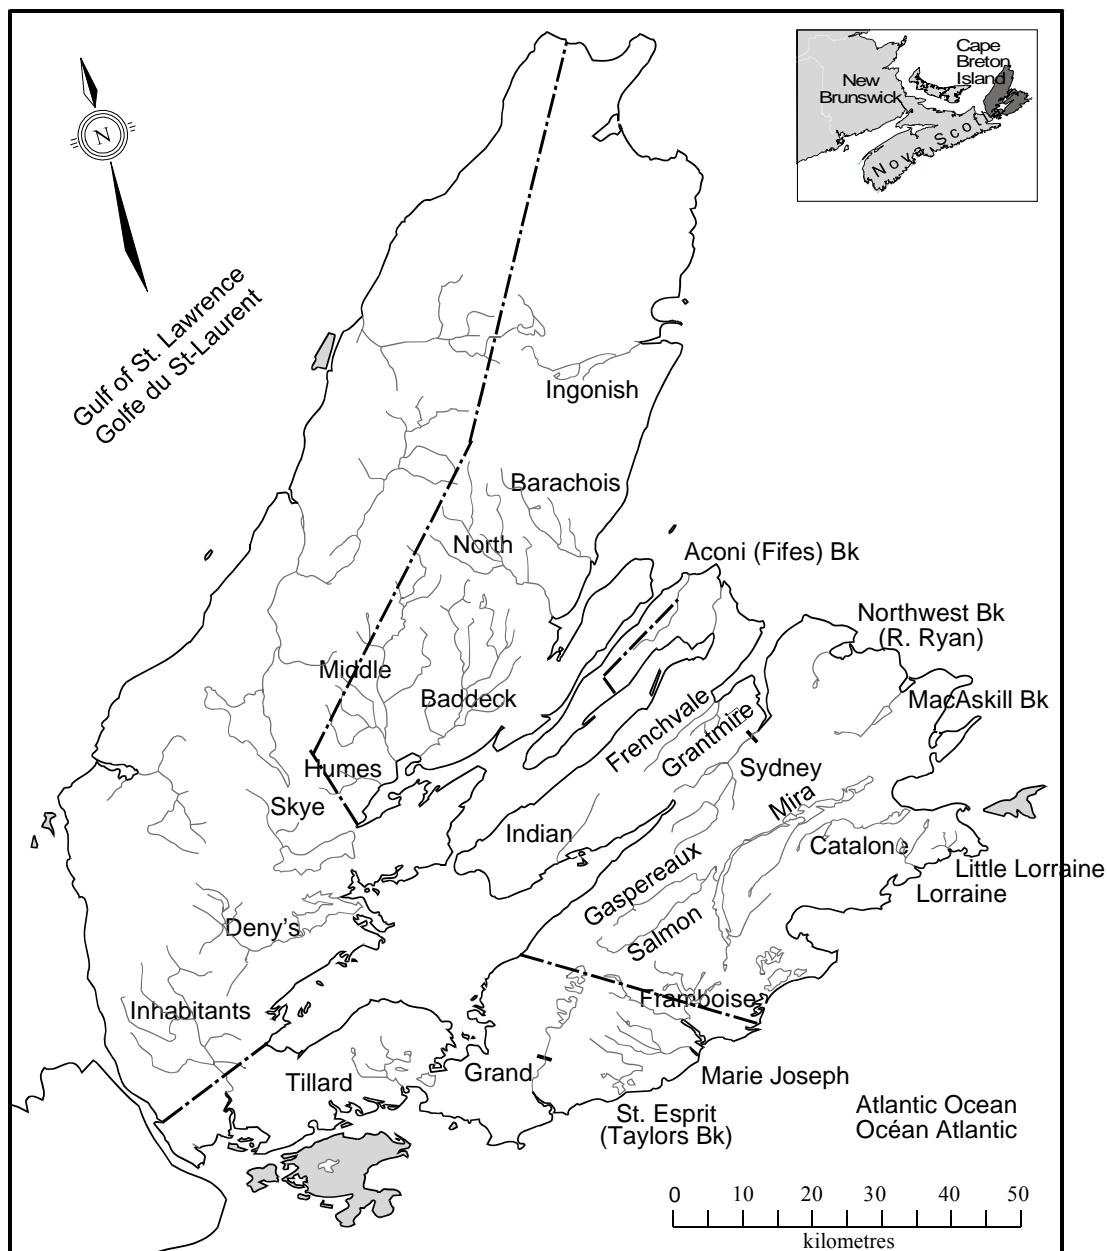 Cape
Breton
Island
New
Brunswick
Nova Scotia
N
Gulf of St. Lawrence
Golfe du St-Laurent
Ingonish
Barachois
North
Aconi (Fifes) Bk
Northwest Bk
(R. Ryan)
Middle
Baddeck
MacAskill Bk
Frenchvale
Grantmire
Humes
Sydney
Skye
Mira
Indian
Catalone
Gaspereaux
Little Lorraine
Lorraine
Deny's
Salmon
Framboise
Inhabitants
Grand
Tillard
Marie Joseph
St. Esprit
(Taylors Bk)
Atlantic Ocean
Océan Atlantic
0 10 20 30 40 50
kilometres